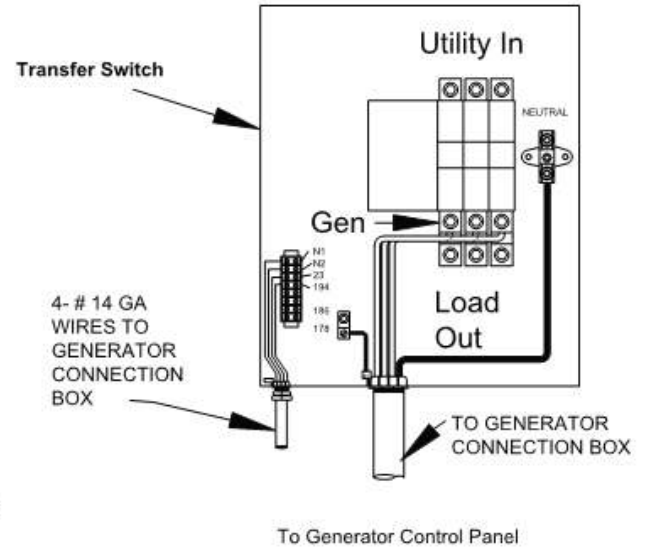 Utility In
Transfer Switch
NEUTRAL
Gen
N1
N2
23
194
186
178
4- # 14 GA
WIRES TO
GENERATOR
CONNECTION
BOX
Load
Out
TO GENERATOR
CONNECTION BOX
To Generator Control Panel